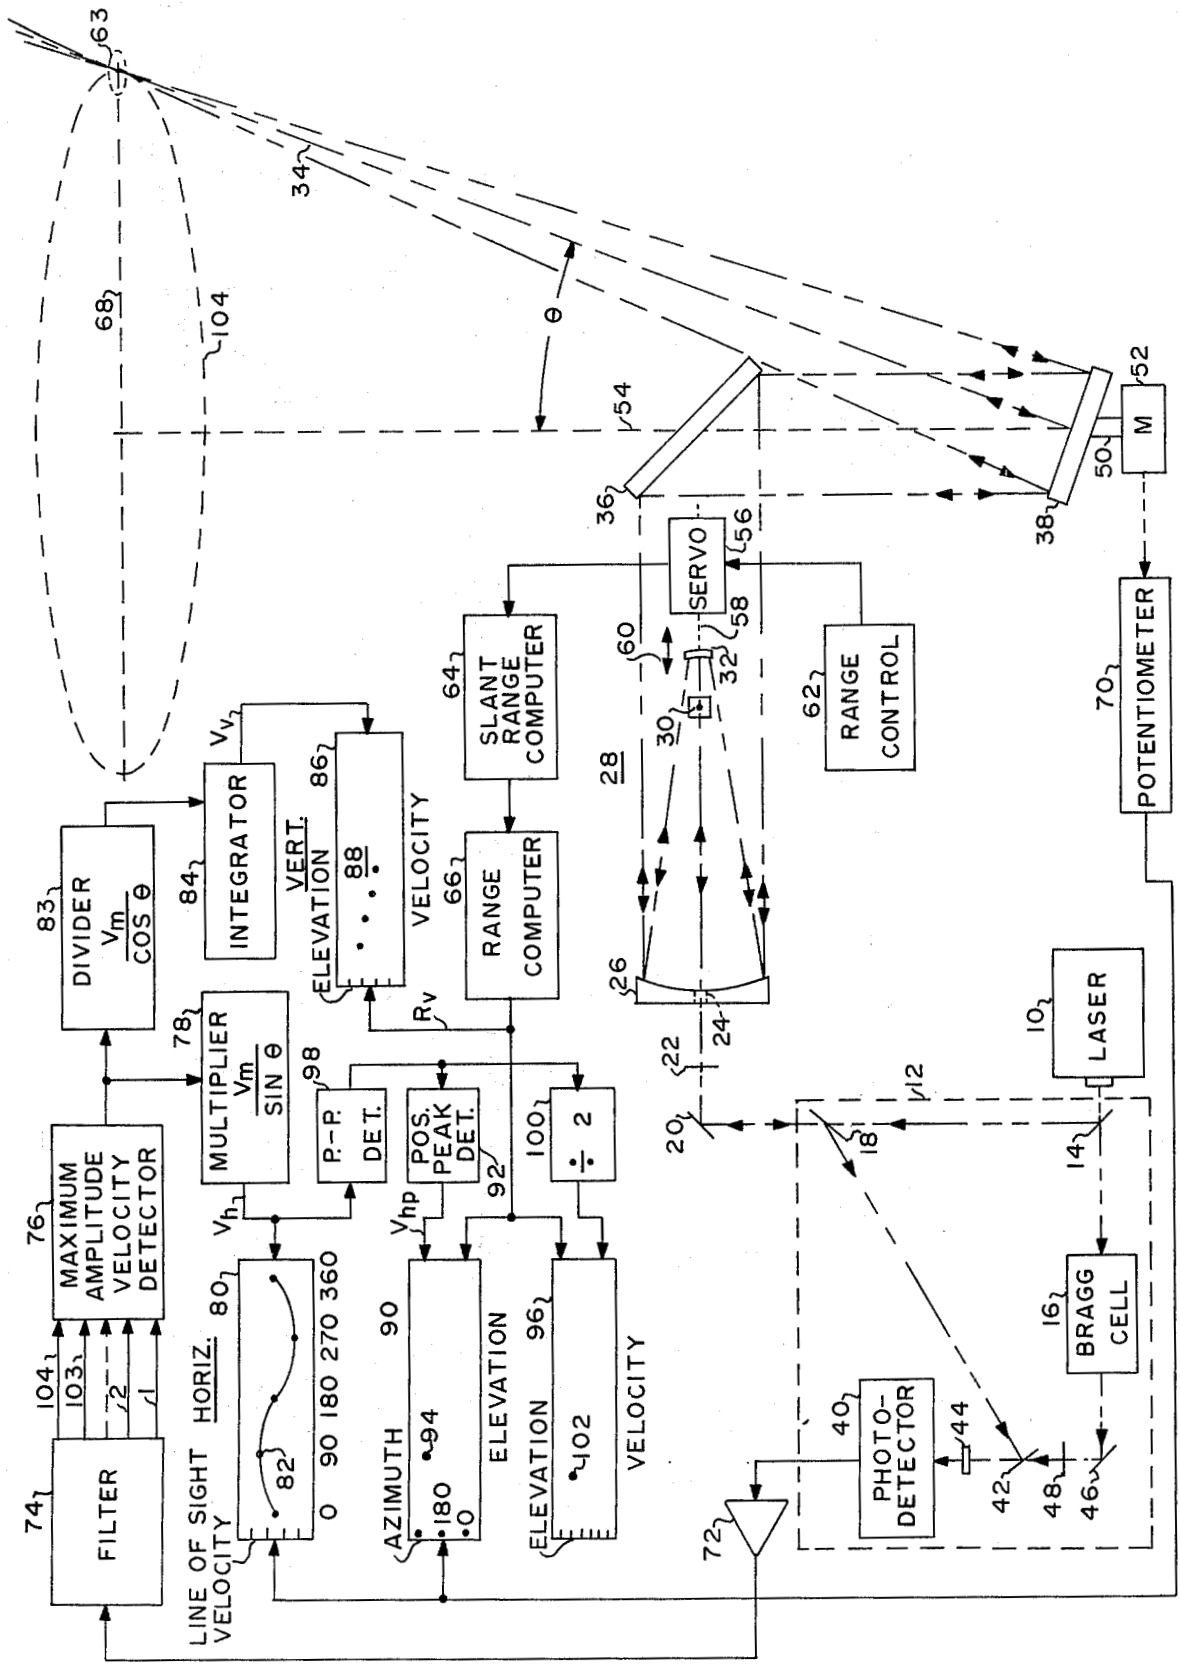 74
FILTER
104
103
2
1
76
MAXIMUM
AMPLITUDE
VELOCITY
DETECTOR
83
DIVIDER
Vm
COS θ
84
INTEGRATOR
Vv
78
MULTIPLIER
Vm
SIN θ
Vh
LINE OF SIGHT
VELOCITY
HORIZ.
80
82
0 90 180 270 360
VERT.
ELEVATION
86
88
VELOCITY
98
P.-P.
DET.
POS.
PEAK
DET.
92
Vhp
Rv
100
÷ 2
AZIMUTH
90
180
0
94
ELEVATION
ELEVATION
96
102
VELOCITY
66
RANGE
COMPUTER
64
SLANT
RANGE
COMPUTER
68
104
63
34
θ
54
36
38
50
52
M
SERVO
56
58
60
32
30
28
26
24
22
20
62
RANGE
CONTROL
70
POTENTIOMETER
72
40
PHOTO-
DETECTOR
44
42
48
46
16
BRAGG
CELL
18
14
12
10
LASER